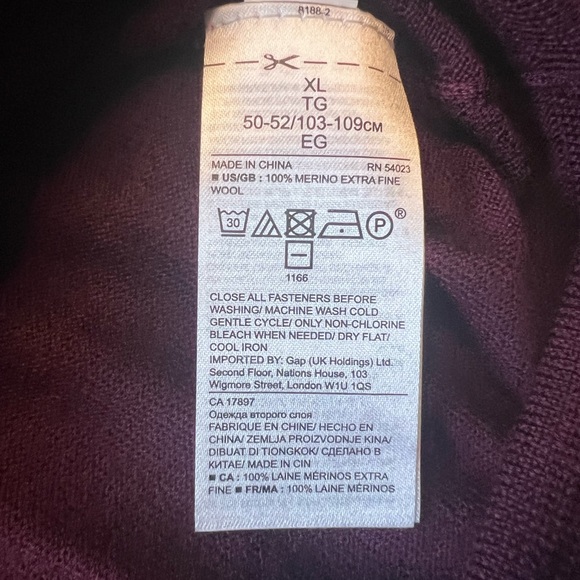 8188-2
XL
TG
50-52/103-109CM
EG
MADE IN CHINA RN 54023
■ US/GB : 100% MERINO EXTRA FINE
WOOL
30 P ®
1166
CLOSE ALL FASTENERS BEFORE
WASHING/ MACHINE WASH COLD
GENTLE CYCLE/ ONLY NON-CHLORINE
BLEACH WHEN NEEDED/ DRY FLAT/
COOL IRON
IMPORTED BY: Gap (UK Holdings) Ltd.
Second Floor, Nations House, 103
Wigmore Street, London W1U 1QS
CA 17897
Одежда второго слоя
FABRIQUE EN CHINE/ HECHO EN
CHINA/ ZEMLJA PROIZVODNJE KINA/
DIBUAT DI TIONGKOK/ СДЕЛАНО В
КИТАЕ/ MADE IN CIN
■ CA : 100% LAINE MÉRINOS EXTRA
FINE ■ FR/MA : 100% LAINE MÉRINOS